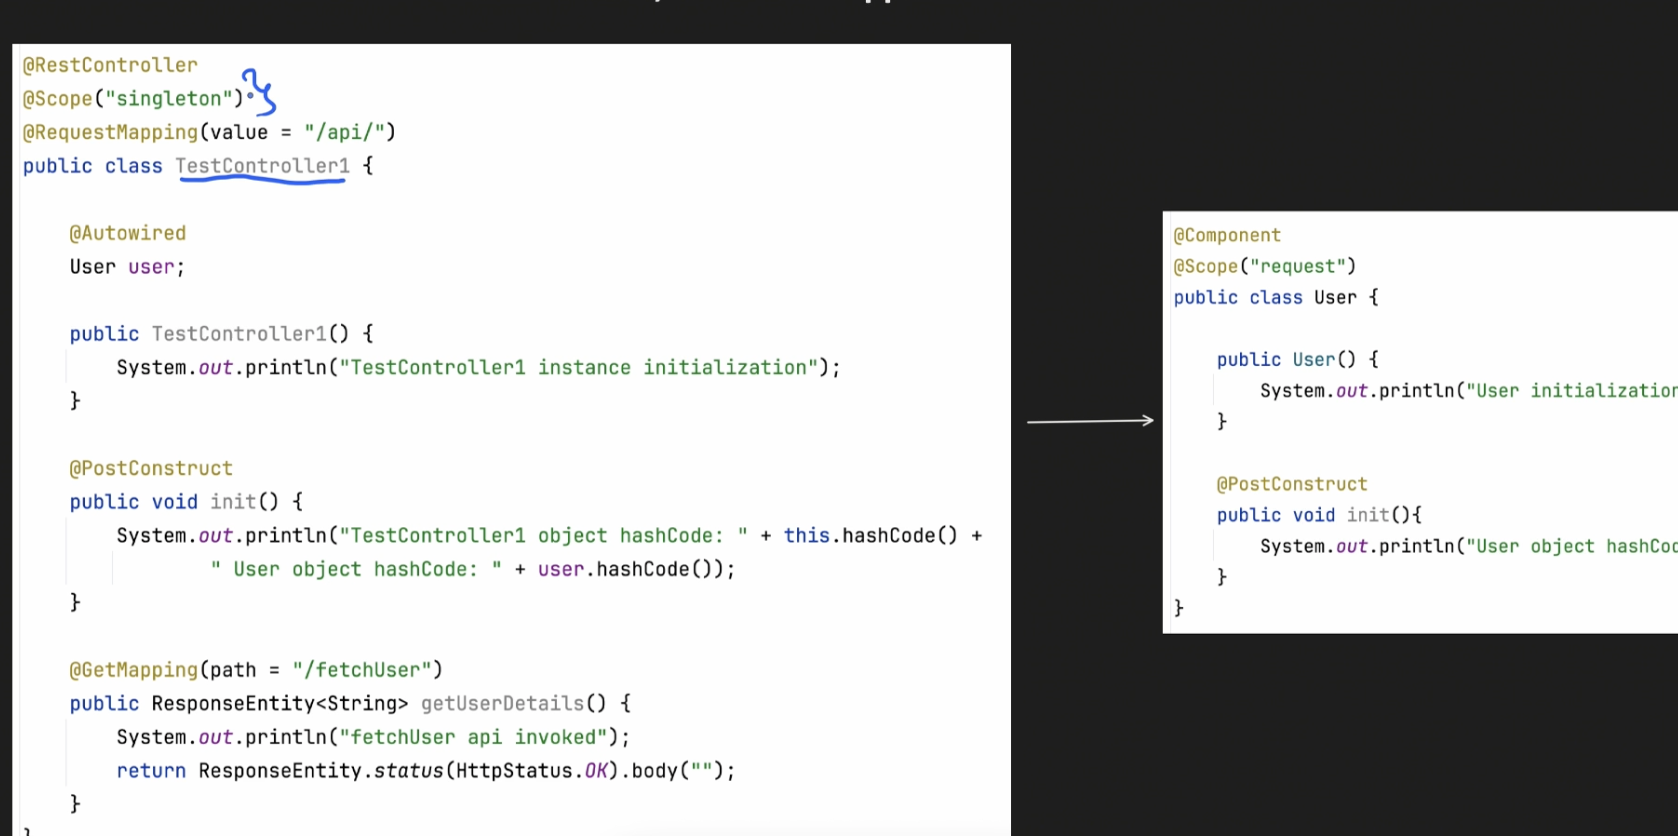 @RestController
@Scope("singleton")
@RequestMapping(value = "/api/")
public class TestController1 {
@Autowired
User user;
public TestController1() {
System.out.println("TestController1 instance initialization");
}
@PostConstruct
public void init() {
System.out.println("TestController1 object hashCode: " + this.hashCode() +
" User object hashCode: " + user.hashCode());
}
@GetMapping(path = "/fetchUser")
public ResponseEntity<String> getUserDetails() {
System.out.println("fetchUser api invoked");
return ResponseEntity.status(HttpStatus.OK).body("");
}
@Component
@Scope("request")
public class User {
public User() {
System.out.println("User initialization
}
@PostConstruct
public void init(){
System.out.println("User object hashCod
}
}